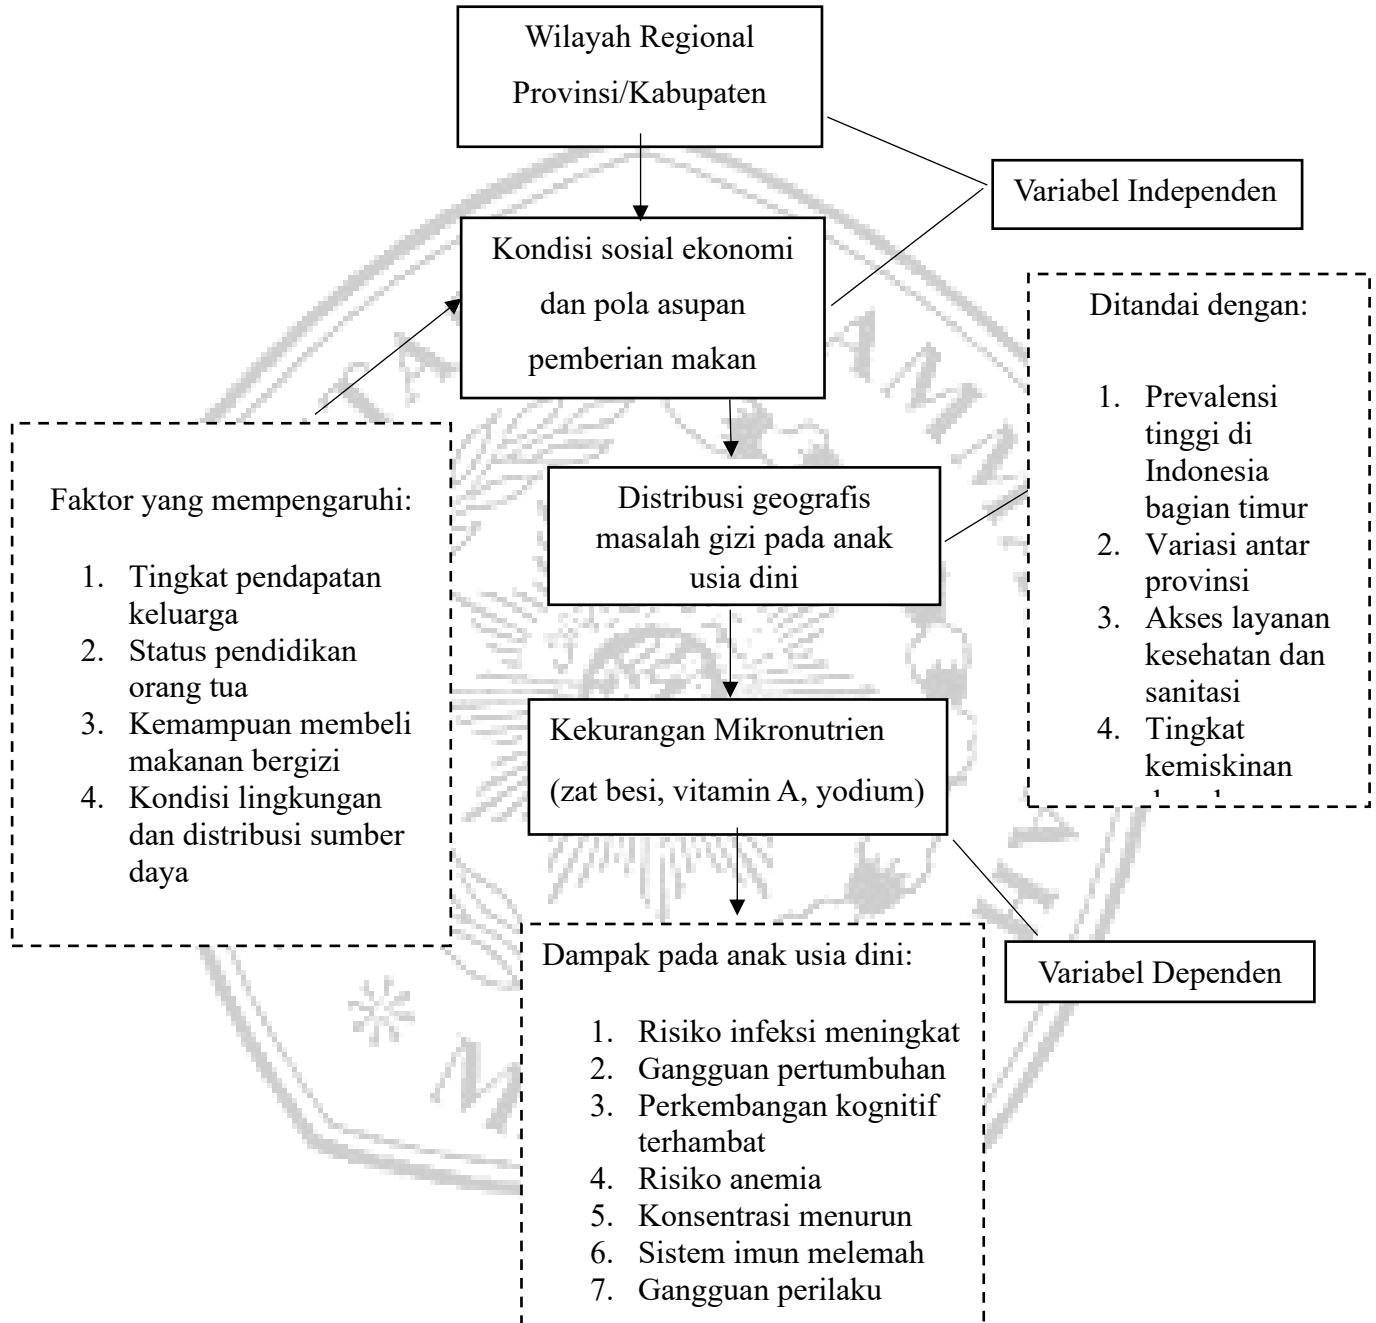 Wilayah Regional
Provinsi/Kabupaten
Variabel Independen
Kondisi sosial ekonomi
dan pola asupan
pemberian makan
Ditandai dengan:
1. Prevalensi
tinggi di
Indonesia
bagian timur
2. Variasi antar
provinsi
3. Akses layanan
kesehatan dan
sanitasi
4. Tingkat
kemiskinan
Faktor yang mempengaruhi:
1. Tingkat pendapatan
keluarga
2. Status pendidikan
orang tua
3. Kemampuan membeli
makanan bergizi
4. Kondisi lingkungan
dan distribusi sumber
daya
Distribusi geografis
masalah gizi pada anak
usia dini
Kekurangan Mikronutrien
(zat besi, vitamin A, yodium)
Variabel Dependen
Dampak pada anak usia dini:
1. Risiko infeksi meningkat
2. Gangguan pertumbuhan
3. Perkembangan kognitif
terhambat
4. Risiko anemia
5. Konsentrasi menurun
6. Sistem imun melemah
7. Gangguan perilaku